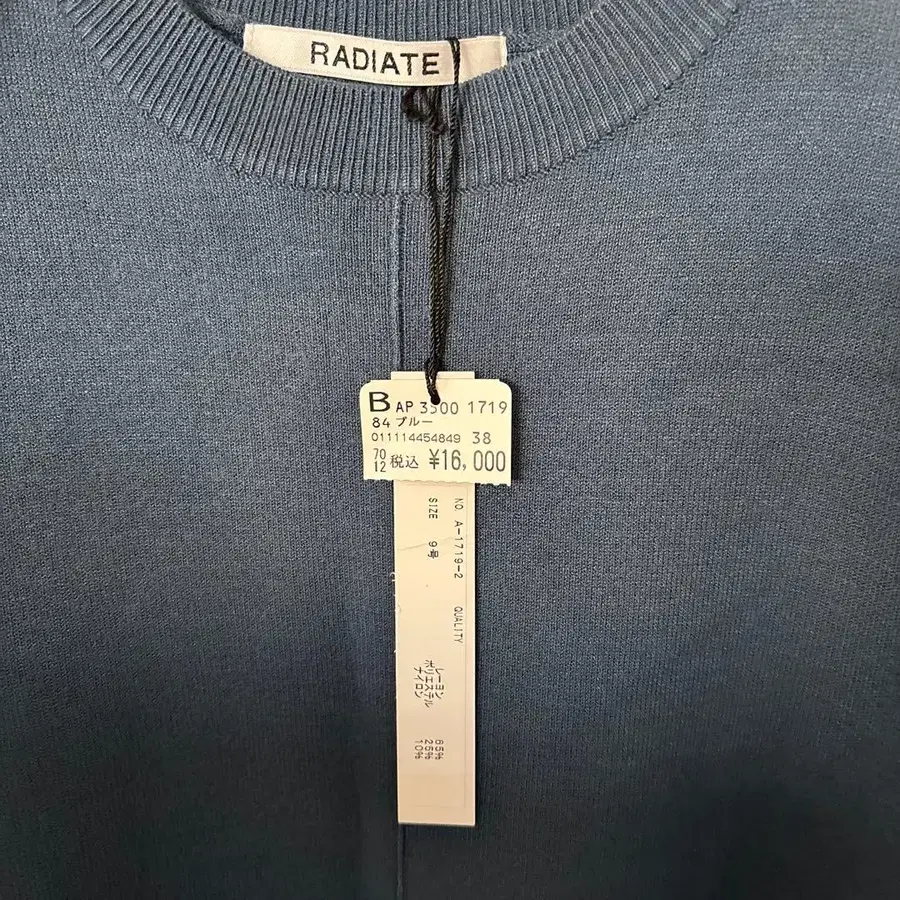 RADIATE
B AP 3500 1719
84 ブルー
011114454849 38
70
12 税込 ¥16,000
NO. A-1719-2 QUALITY
SIZE 9号
レーヨン 65%
ポリエステル 25%
ナイロン 10%